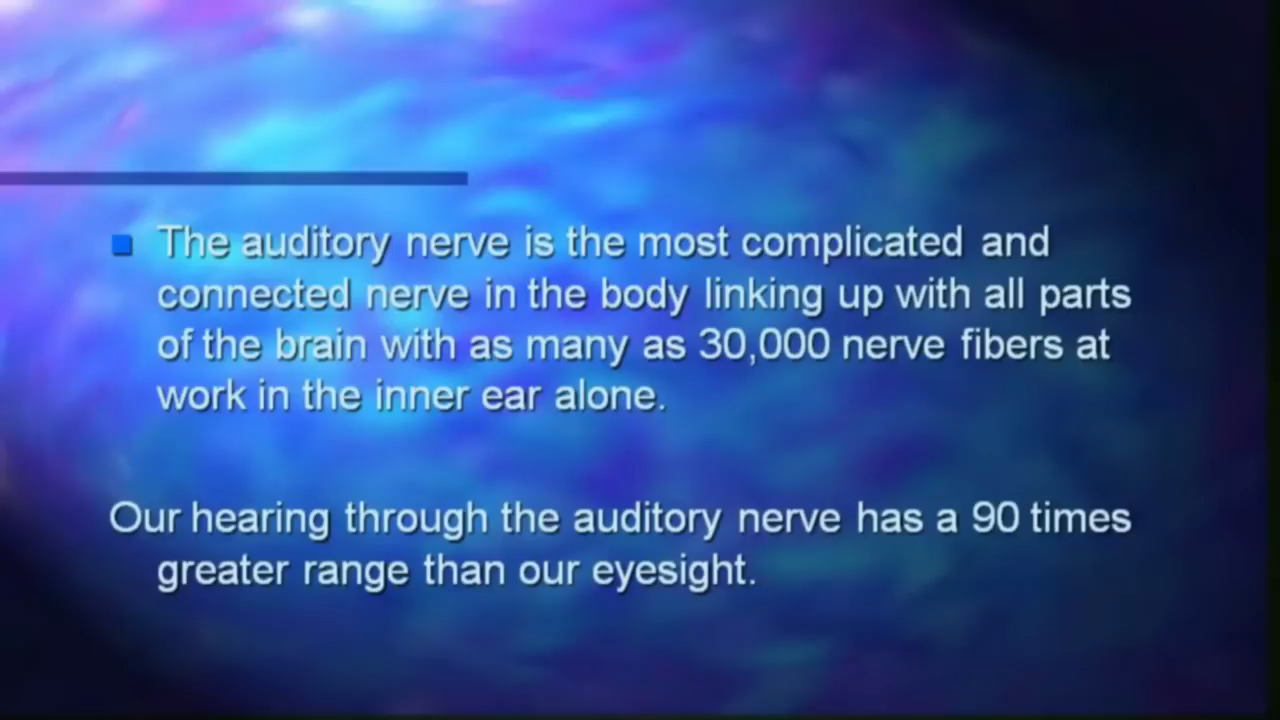 The auditory nerve is the most complicated and
connected nerve in the body linking up with all parts
of the brain with as many as 30,000 nerve fibers at
work in the inner ear alone.
Our hearing through the auditory nerve has a 90 times
greater range than our eyesight.